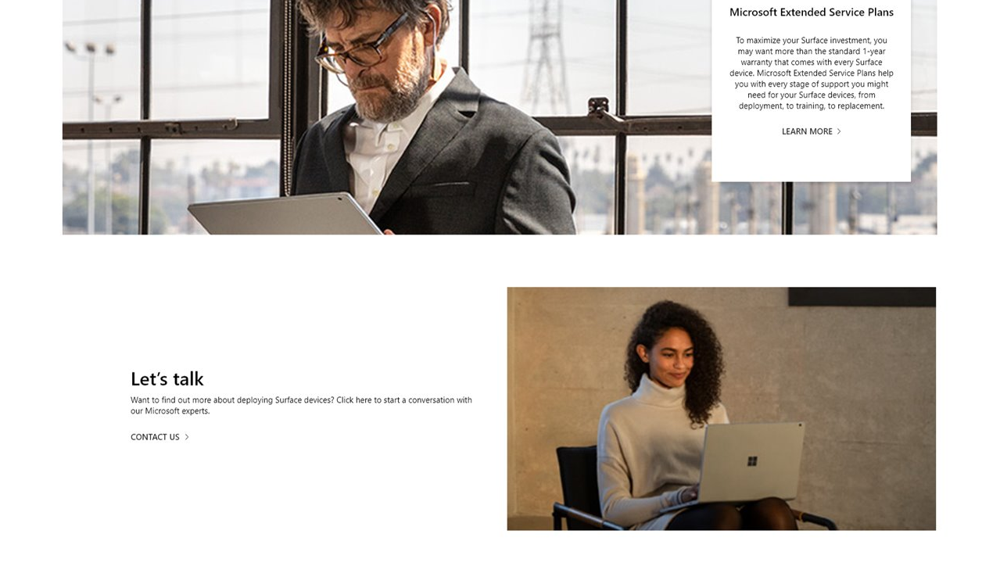 Microsoft Extended Service Plans
To maximize your Surface investment, you
may want more than the standard 1-year
warranty that comes with every Surface
device. Microsoft Extended Service Plans help
you with every stage of support you might
need for your Surface devices, from
deployment, to training, to replacement.
LEARN MORE
Let’s talk
Want to find out more about deploying Surface devices? Click here to start a conversation with
our Microsoft experts.
CONTACT US